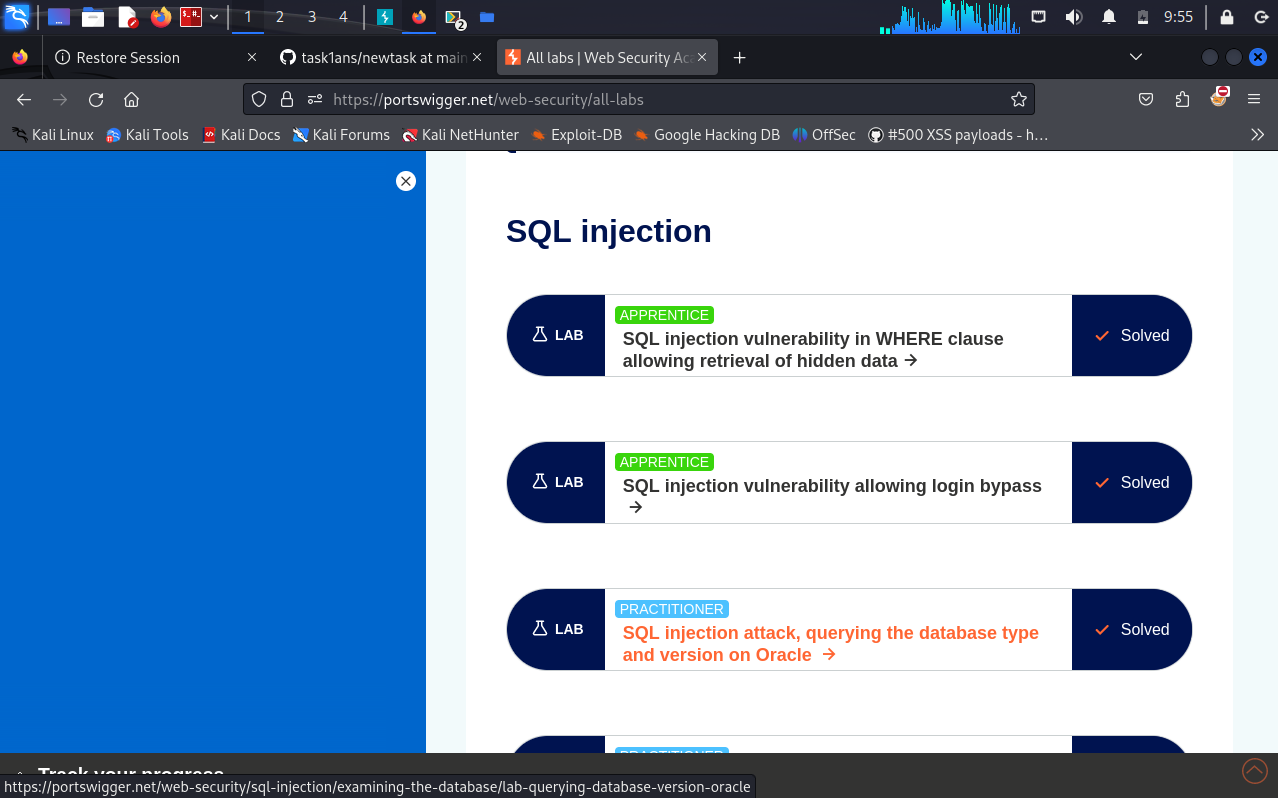 1 2 3 4 2 9:55
Restore Session
task1ans/newtask at main
All labs | Web Security Ac
https://portswigger.net/web-security/all-labs
Kali Linux Kali Tools Kali Docs Kali Forums Kali NetHunter Exploit-DB Google Hacking DB OffSec #500 XSS payloads - h…
SQL injection
LAB
APPRENTICE
SQL injection vulnerability in WHERE clause
allowing retrieval of hidden data →
Solved
LAB
APPRENTICE
SQL injection vulnerability allowing login bypass
→
Solved
LAB
PRACTITIONER
SQL injection attack, querying the database type
and version on Oracle →
Solved
PRACTITIONER
Track your progress
https://portswigger.net/web-security/sql-injection/examining-the-database/lab-querying-database-version-oracle